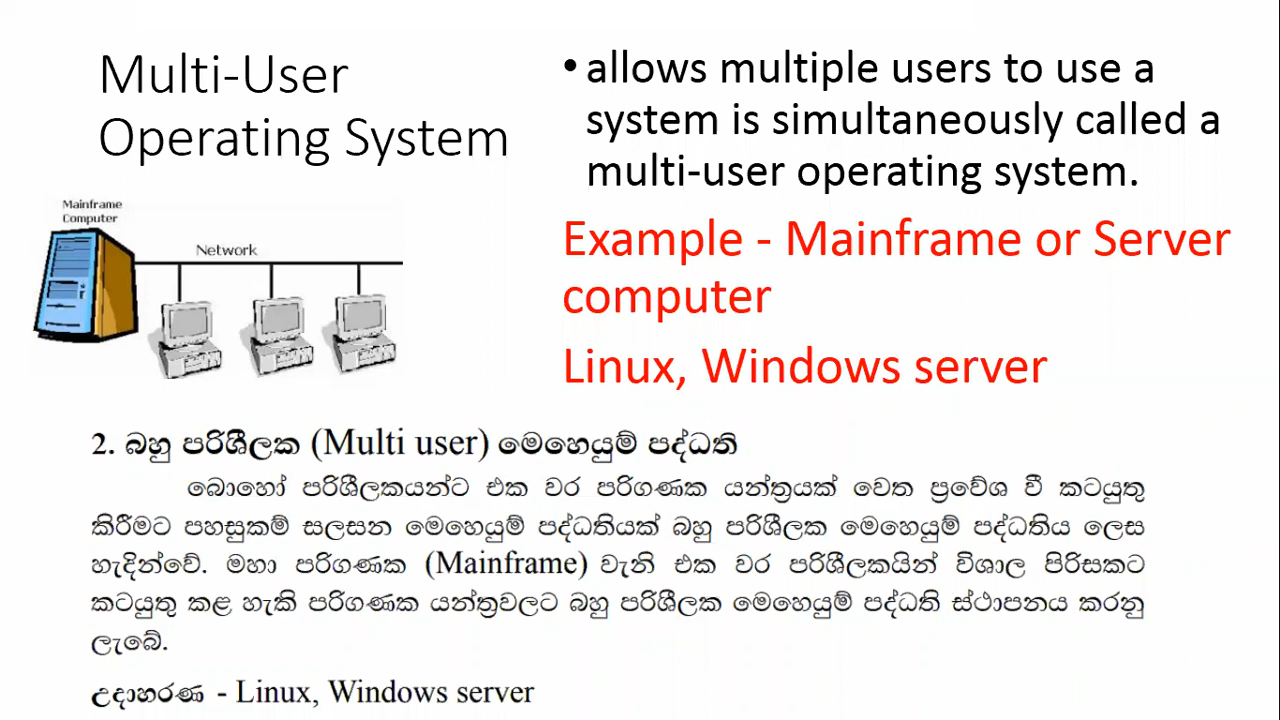 Multi-User
Operating System
• allows multiple users to use a
system is simultaneously called a
multi-user operating system.
Example - Mainframe or Server
computer
Linux, Windows server
Mainframe
Computer
Network
2. බහු පරිශීලක (Multi user) මෙහෙයුම් පද්ධති
බොහෝ පරිශීලකයන්ට එක වර පරිගණක යන්ත්‍රයක් වෙත ප්‍රවේශ වී කටයුතු
කිරීමට පහසුකම් සලසන මෙහෙයුම් පද්ධතියක් බහු පරිශීලක මෙහෙයුම් පද්ධතිය ලෙස
හැදින්වේ. මහා පරිගණක (Mainframe) වැනි එක වර පරිශීලකයින් විශාල පිරිසකට
කටයුතු කළ හැකි පරිගණක යන්ත්‍රවලට බහු පරිශීලක මෙහෙයුම් පද්ධති ස්ථාපනය කරනු
ලැබේ.
උදාහරණ - Linux, Windows server